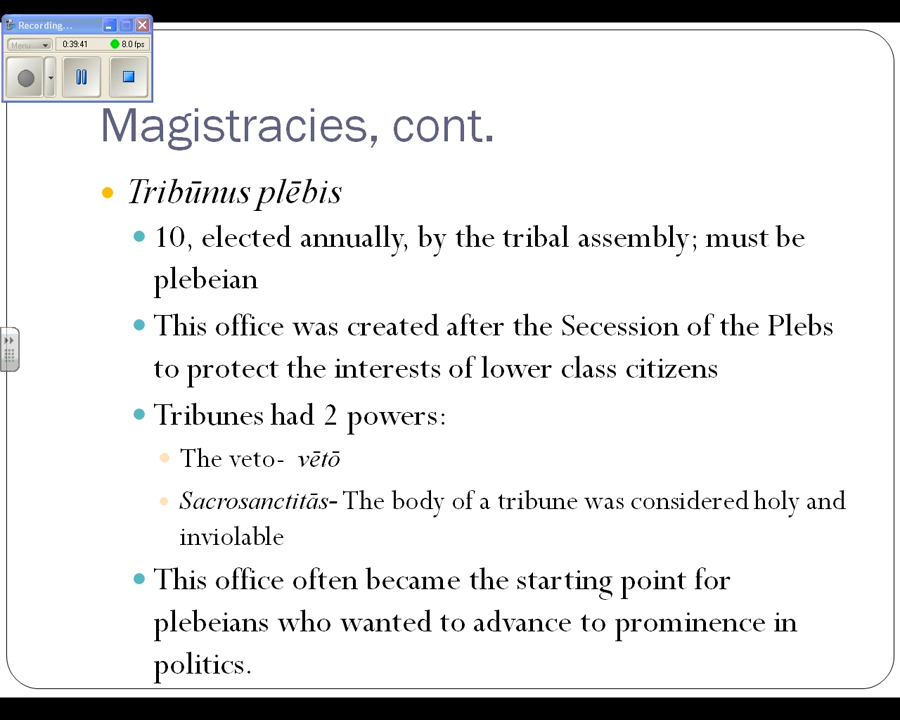 Recording...
Menu
0:39:41
8.0 fps
Magistracies, cont.
Tribūnus plēbis
10, elected annually, by the tribal assembly; must be
plebeian
This office was created after the Secession of the Plebs
to protect the interests of lower class citizens
Tribunes had 2 powers:
The veto- vētō
Sacrosanctitās- The body of a tribune was considered holy and
inviolable
This office often became the starting point for
plebeians who wanted to advance to prominence in
politics.